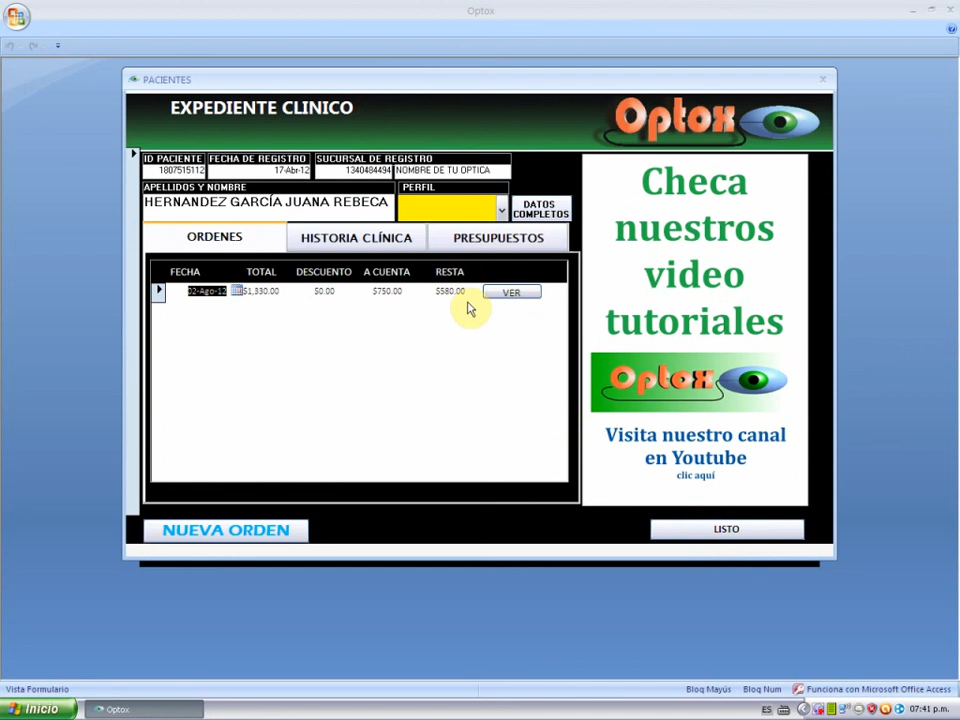 Optox
PACIENTES
EXPEDIENTE CLINICO
Optox
ID PACIENTE FECHA DE REGISTRO SUCURSAL DE REGISTRO
1807515112 17-Abr-12 1340484494 NOMBRE DE TU OPTICA
APELLIDOS Y NOMBRE PERFIL
HERNANDEZ GARCÍA JUANA REBECA
DATOS
COMPLETOS
ORDENES HISTORIA CLÍNICA PRESUPUESTOS
FECHA TOTAL DESCUENTO A CUENTA RESTA
02-Ago-12 $1,330.00 $0.00 $750.00 $580.00 VER
Checa
nuestros
video
tutoriales
Optox
Visita nuestro canal
en Youtube
clic aquí
NUEVA ORDEN LISTO
Vista Formulario Bloq Mayús Bloq Num Funciona con Microsoft Office Access
Inicio Optox ES 07:41 p.m.